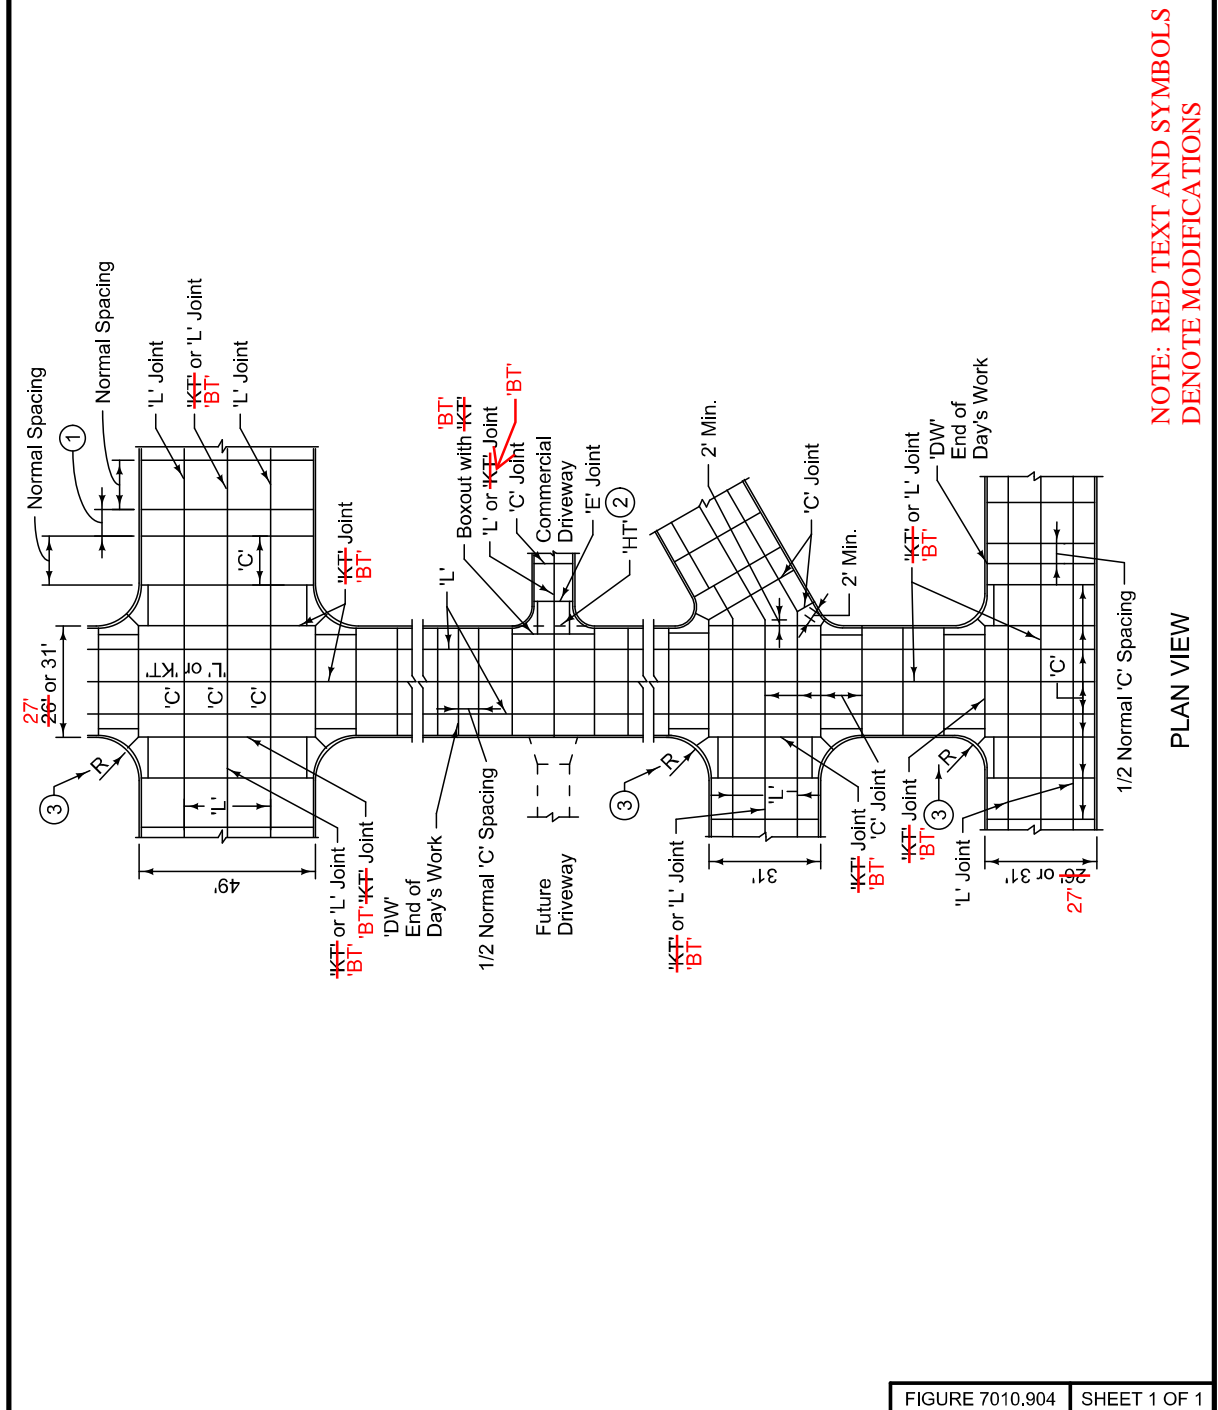 NOTE: RED TEXT AND SYMBOLS
DENOTE MODIFICATIONS
Normal Spacing
1
Normal Spacing
'L' Joint
'KT' or 'L' Joint
'BT'
'L' Joint
'KT' Joint
'BT'
'C'
27'
26' or 31'
'L' or 'KT'
'C'
'C'
'C'
3
R
'L'
49'
'KT' or 'L' Joint
'BT'
'KT' Joint
'BT'
'DW'
End of
Day's Work
1/2 Normal 'C' Spacing
'L'
'BT'
Boxout with 'KT'
'L' or 'KT' Joint
'BT'
'C' Joint
Commercial
Driveway
'E' Joint
'HT' 2
Future
Driveway
2' Min.
'C' Joint
2' Min.
3
R
'L'
31'
'KT' or 'L' Joint
'BT'
'KT' Joint
'BT'
'C' Joint
'KT' Joint
'BT'
3
R
'KT' or 'L' Joint
'BT'
'DW'
End of
Day's Work
'L' Joint
26' or 31'
27'
'C'
1/2 Normal 'C' Spacing
PLAN VIEW
FIGURE 7010.904
SHEET 1 OF 1